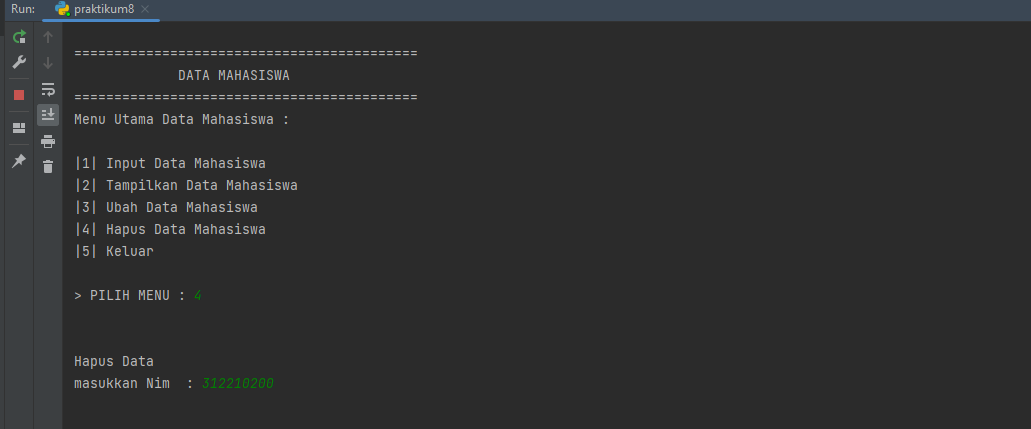 Run: praktikum8
===========================================
DATA MAHASISWA
===========================================
Menu Utama Data Mahasiswa :
|1| Input Data Mahasiswa
|2| Tampilkan Data Mahasiswa
|3| Ubah Data Mahasiswa
|4| Hapus Data Mahasiswa
|5| Keluar
> PILIH MENU : 4
Hapus Data
masukkan Nim  : 312210200